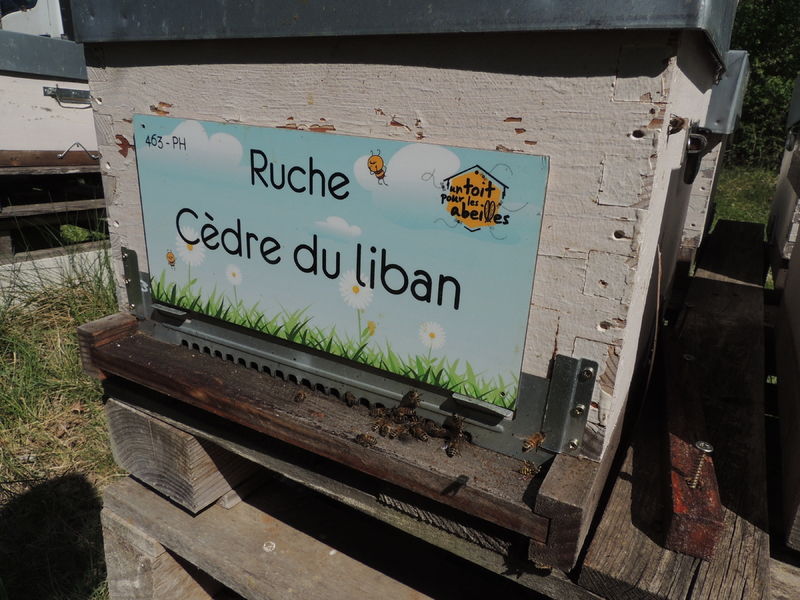 463 - PH
Ruche
un toit
pour les
abeilles
Cèdre du liban